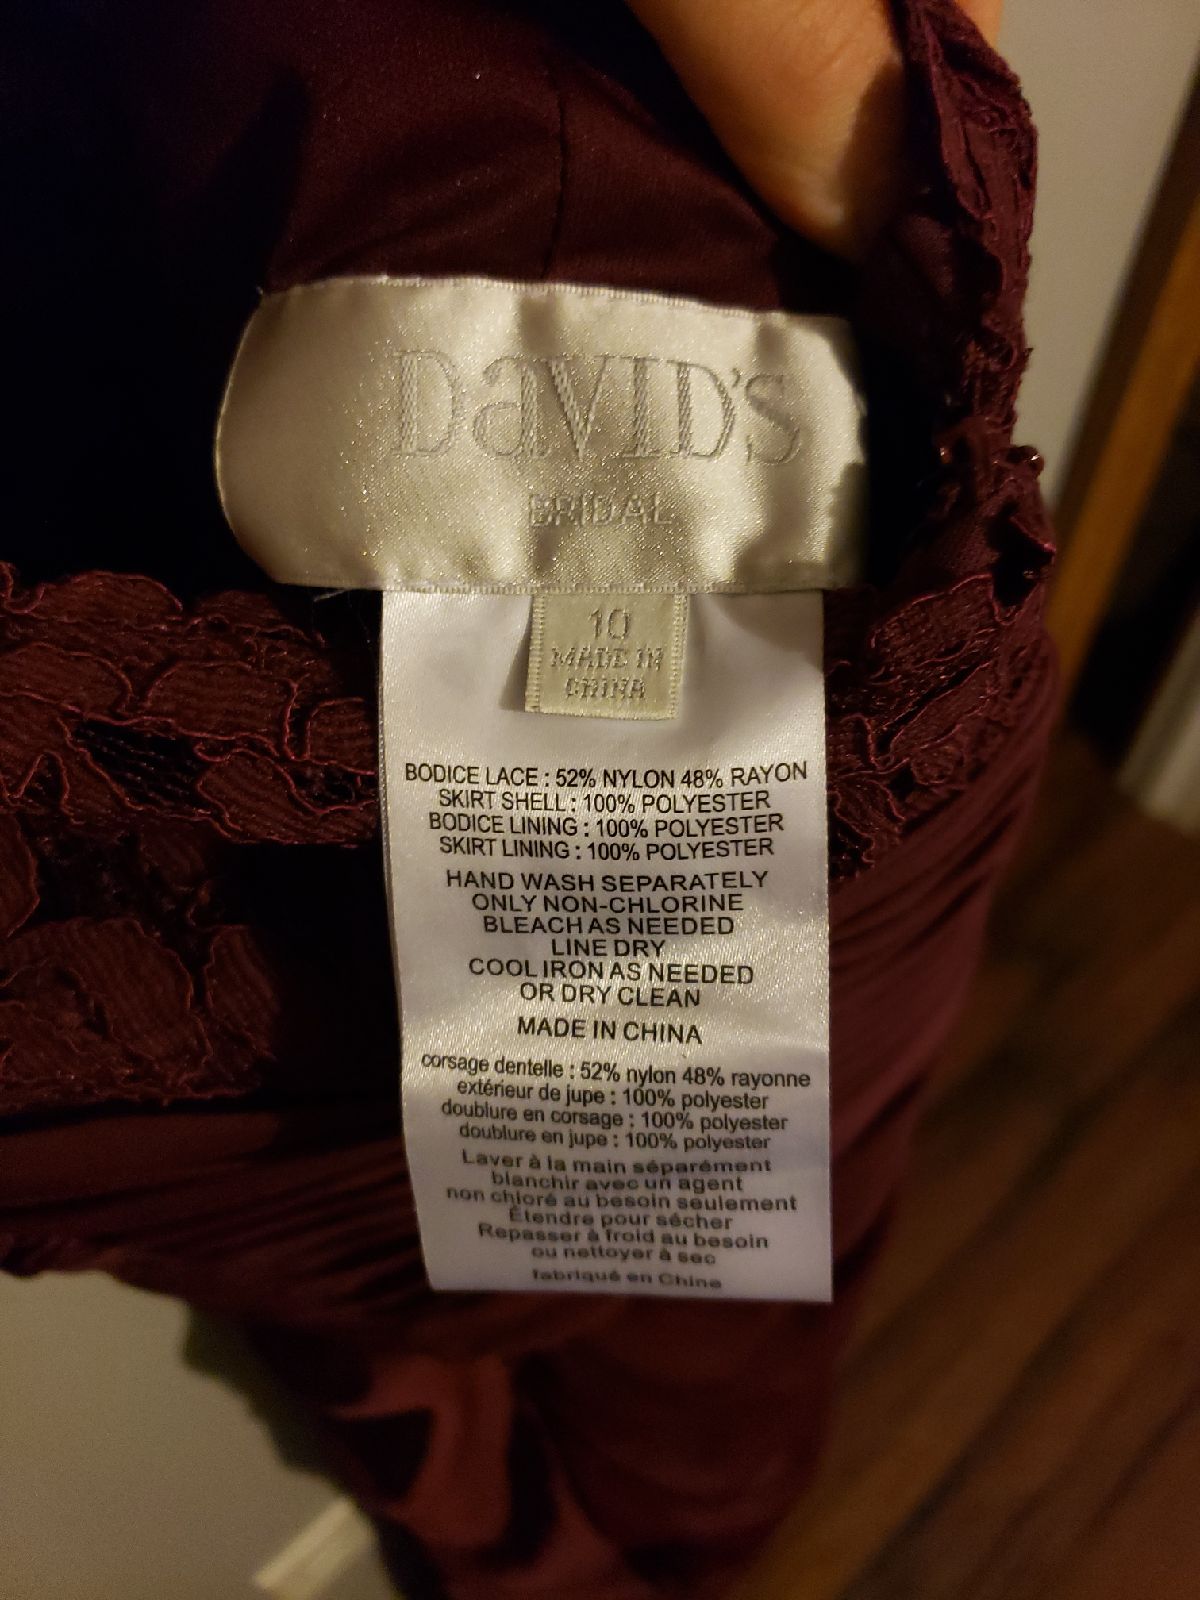 DaVID'S
BRIDAL
10
MADE IN
CHINA
BODICE LACE : 52% NYLON 48% RAYON
SKIRT SHELL : 100% POLYESTER
BODICE LINING : 100% POLYESTER
SKIRT LINING : 100% POLYESTER
HAND WASH SEPARATELY
ONLY NON-CHLORINE
BLEACH AS NEEDED
LINE DRY
COOL IRON AS NEEDED
OR DRY CLEAN
MADE IN CHINA
corsage dentelle : 52% nylon 48% rayonne
extérieur de jupe : 100% polyester
doublure en corsage : 100% polyester
doublure en jupe : 100% polyester
Laver à la main séparément
blanchir avec un agent
non chloré au besoin seulement
Étendre pour sécher
Repasser à froid au besoin
ou nettoyer à sec
fabriqué en Chine